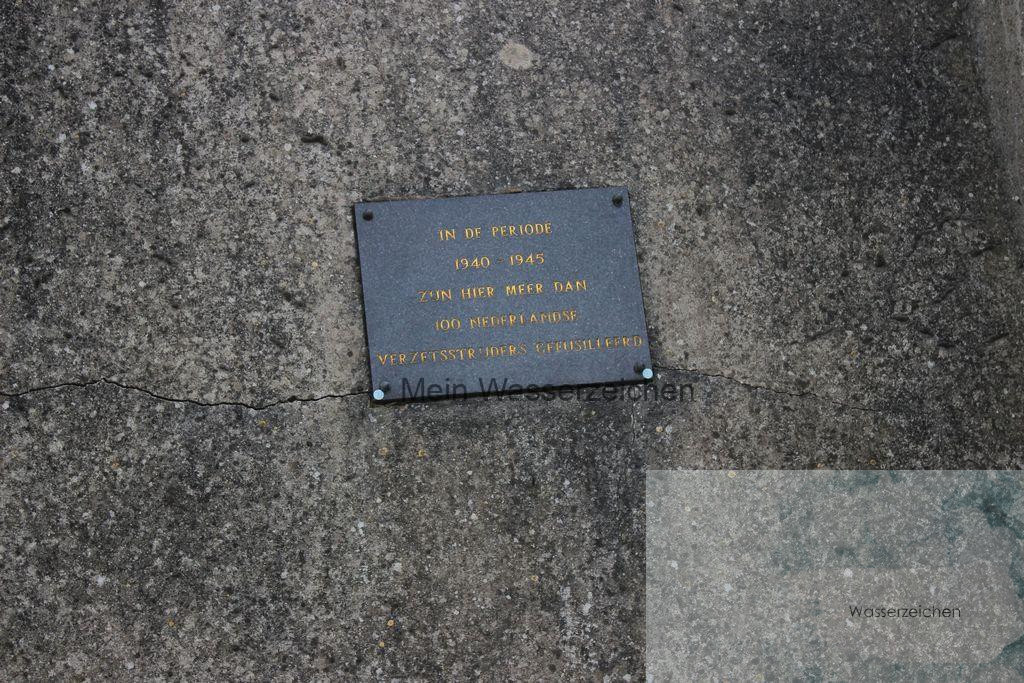 IN DE PERIODE
1940 - 1945
ZIJN HIER MEER DAN
100 NEDERLANDSE
VERZETSSTRIJDERS GEFUSILLEERD
Mein Wasserzeichen
Wasserzeichen